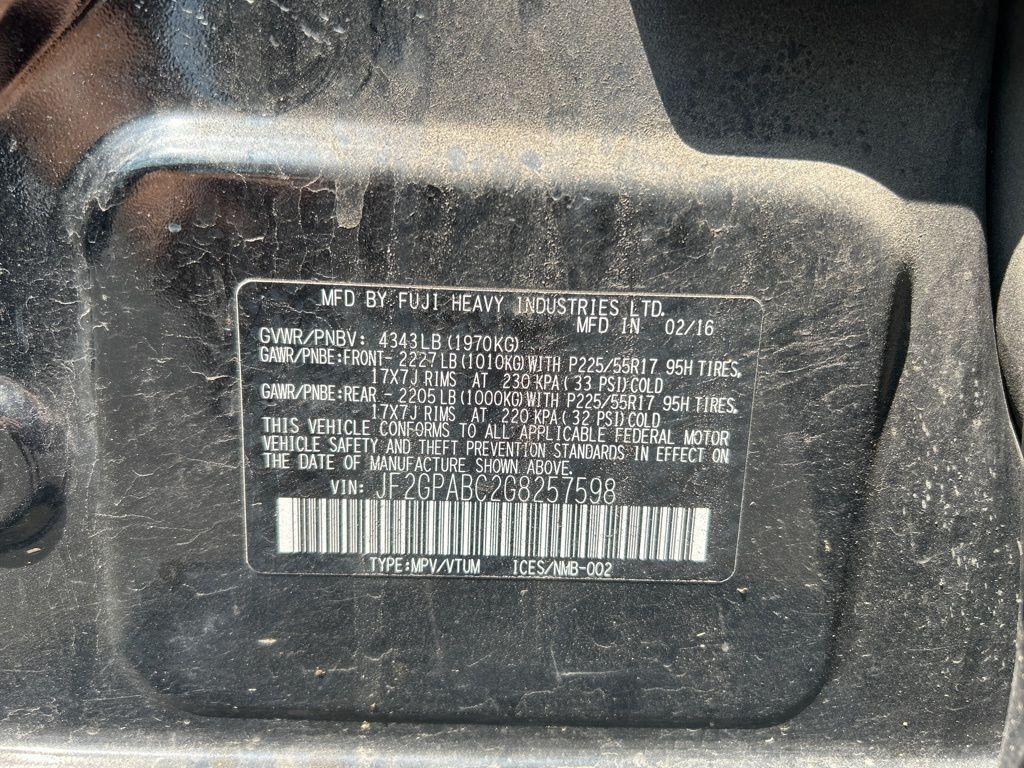 MFD BY FUJI HEAVY INDUSTRIES LTD.
MFD IN 02/16
GVWR/PNBV: 4343LB(1970KG)
GAWR/PNBE:FRONT-2227LB(1010KG)WITH P225/55R17 95H TIRES,
17X7J RIMS AT 230KPA(33 PSI)COLD
GAWR/PNBE:REAR -2205LB(1000KG)WITH P225/55R17 95H TIRES,
17X7J RIMS AT 220KPA(32 PSI)COLD
THIS VEHICLE CONFORMS TO ALL APPLICABLE FEDERAL MOTOR
VEHICLE SAFETY AND THEFT PREVENTION STANDARDS IN EFFECT ON
THE DATE OF MANUFACTURE SHOWN ABOVE.
VIN: JF2GPABC2G8257598
TYPE:MPV/VTUM ICES/NMB-002